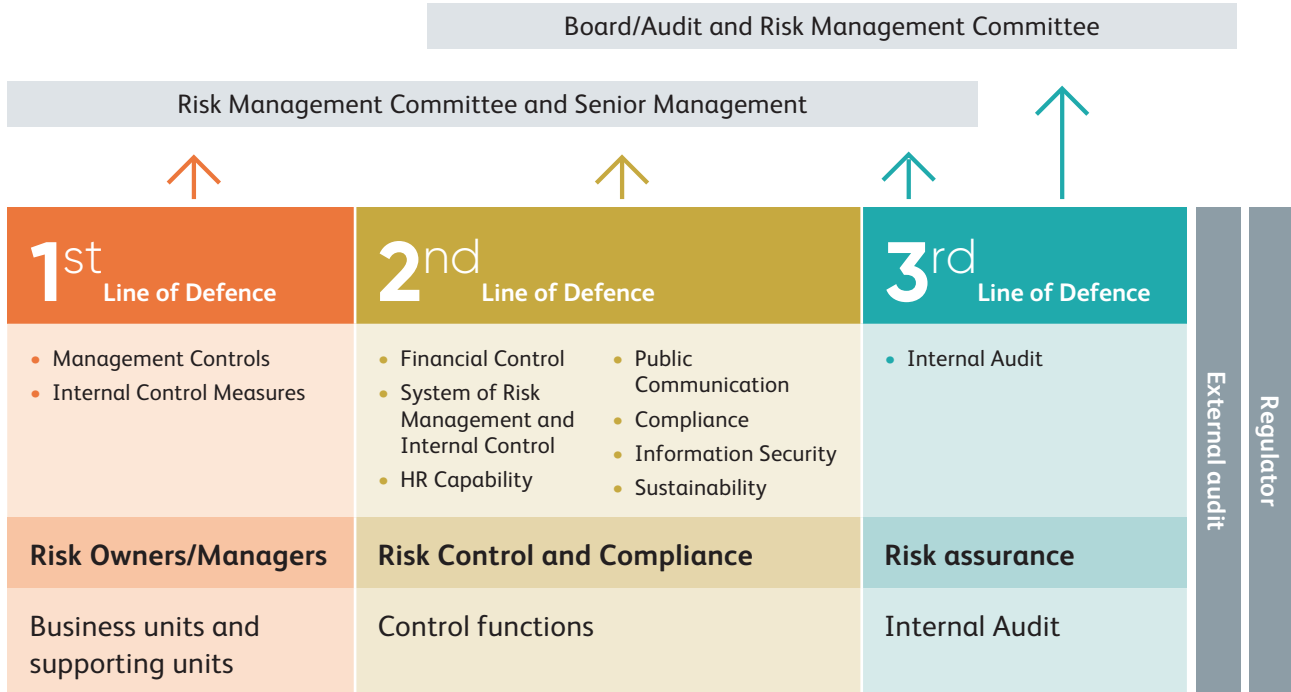 Board/Audit and Risk Management Committee
Risk Management Committee and Senior Management
1st
Line of Defence
• Management Controls
• Internal Control Measures
Risk Owners/Managers
Business units and
supporting units
2nd
Line of Defence
• Financial Control
• System of Risk
Management and
Internal Control
• HR Capability
• Public
Communication
• Compliance
• Information Security
• Sustainability
Risk Control and Compliance
Control functions
3rd
Line of Defence
• Internal Audit
Risk assurance
Internal Audit
External audit
Regulator